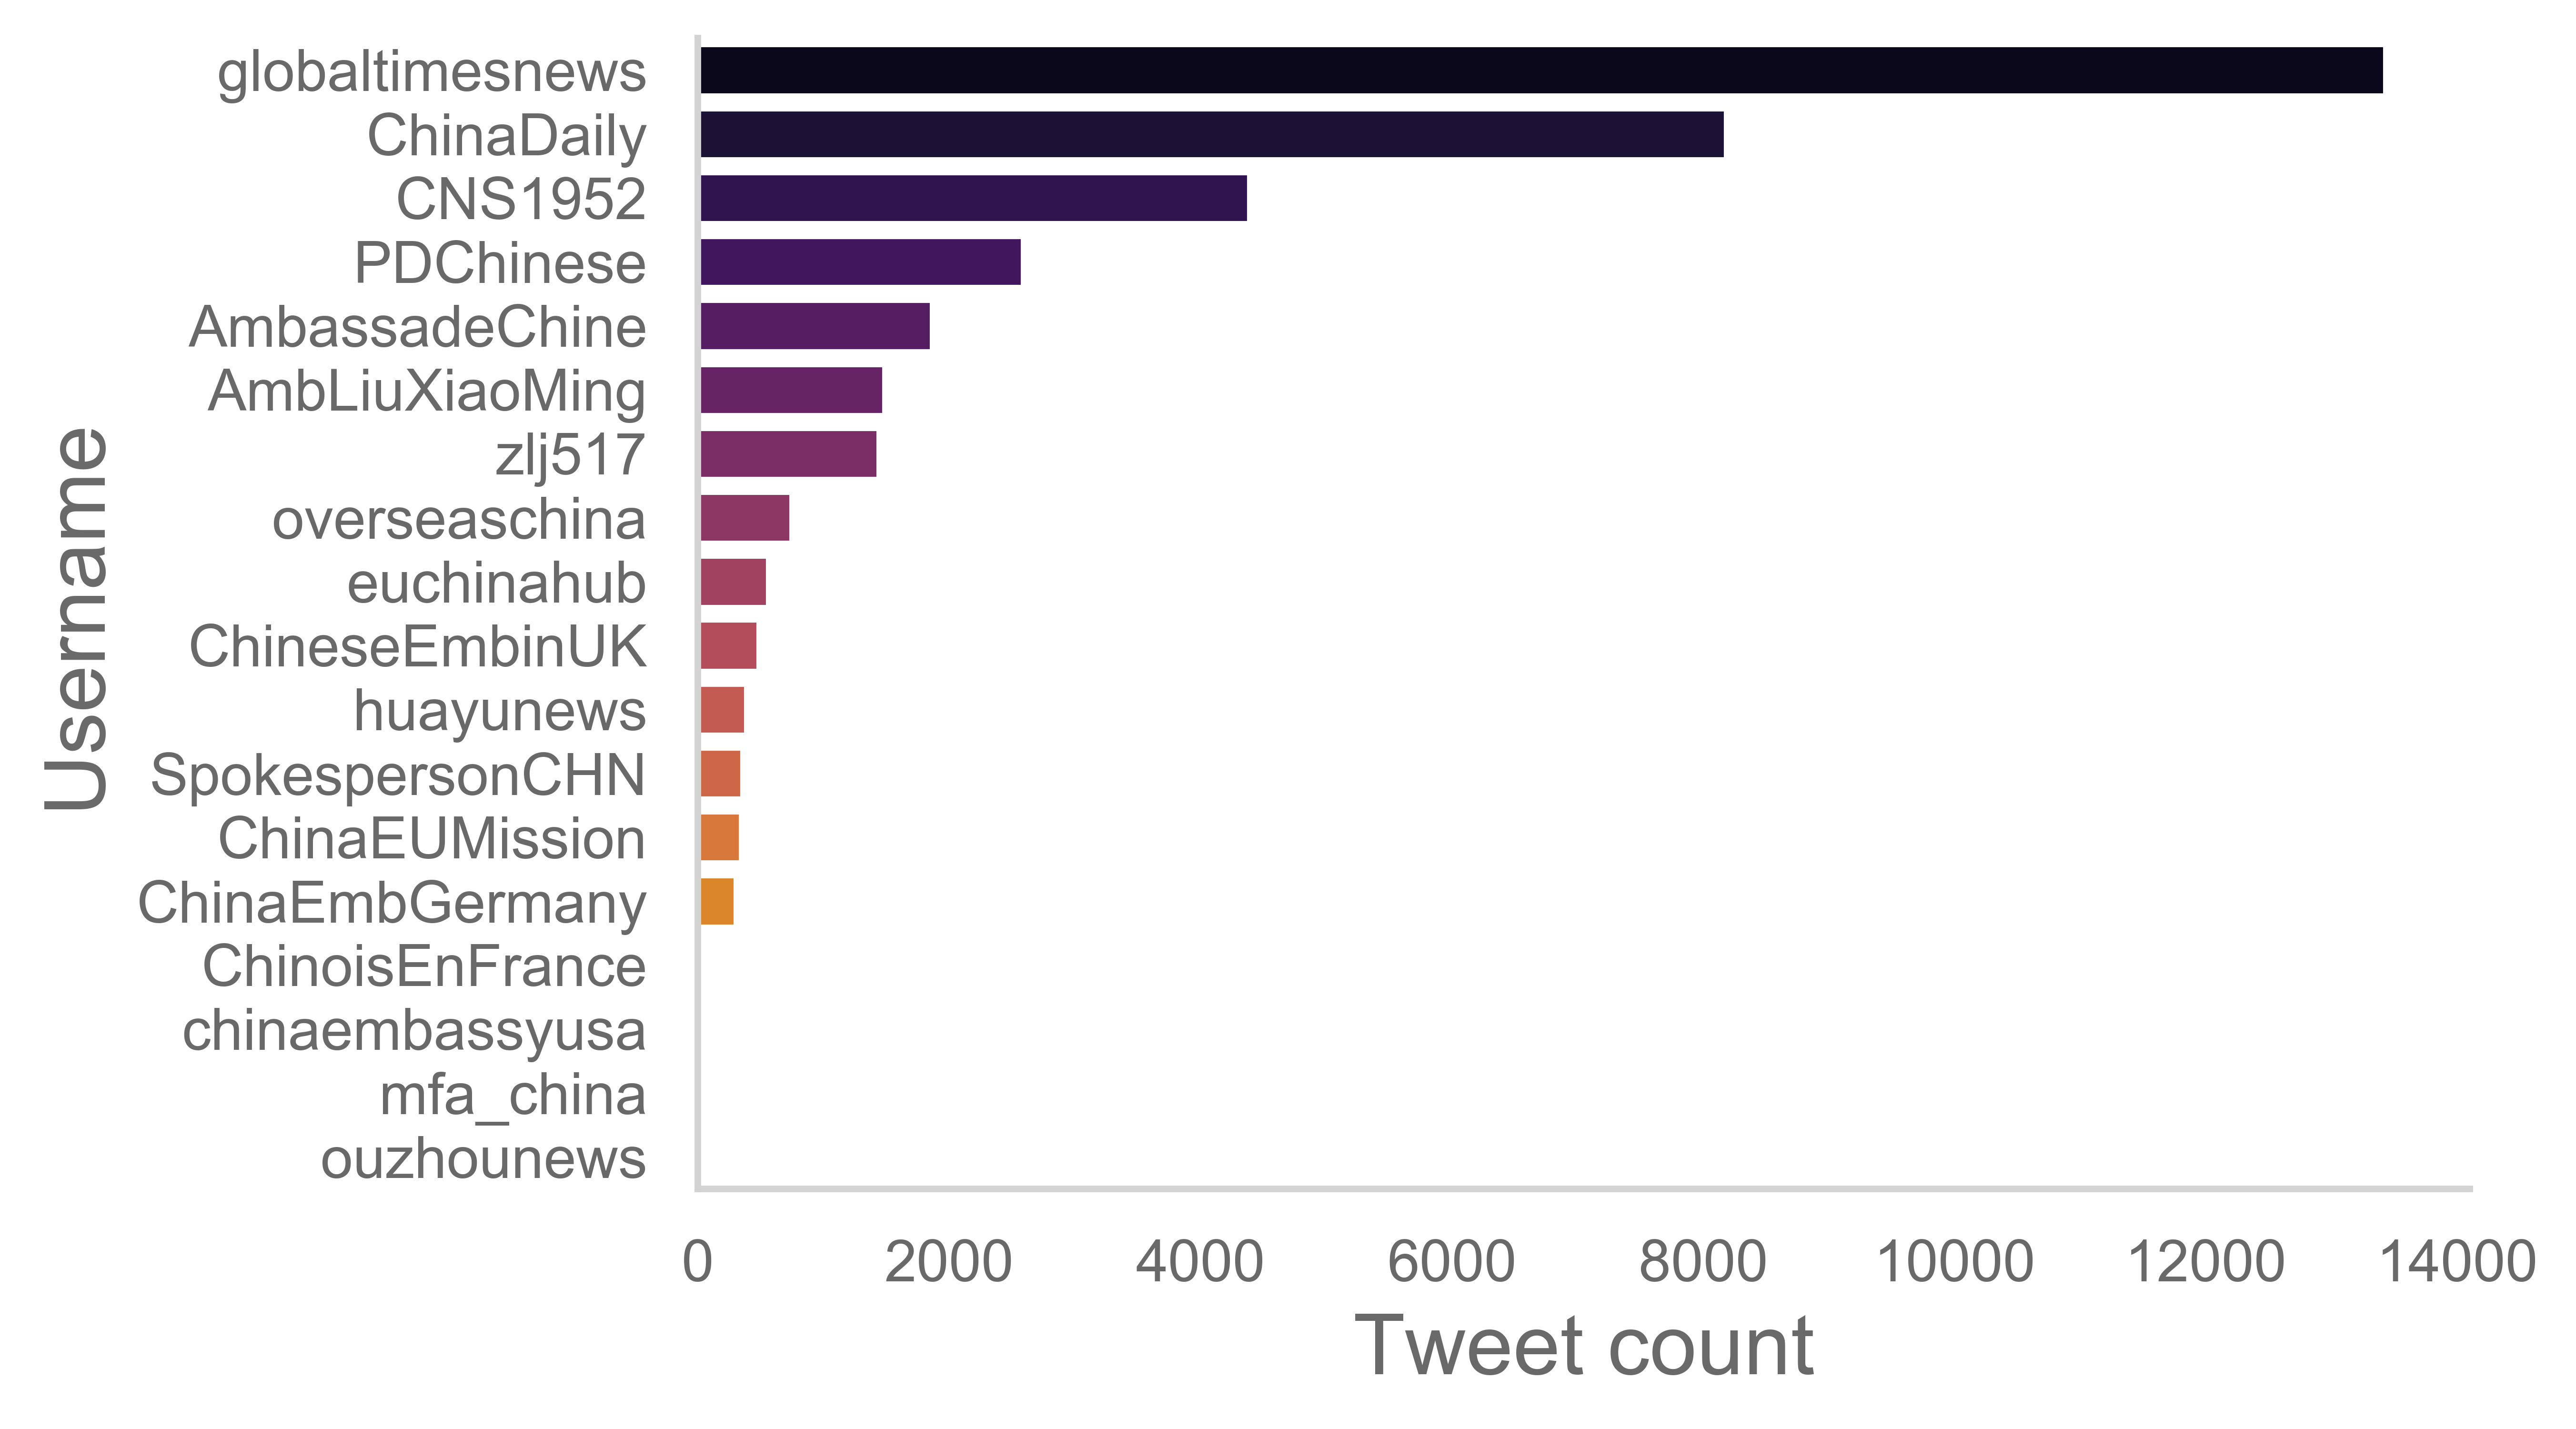 globaltimesnews
ChinaDaily
CNS1952
PDChinese
AmbassadeChine
AmbLiuXiaoMing
zlj517
overseaschina
euchinahub
ChineseEmbinUK
huayunews
SpokespersonCHN
ChinaEUMission
ChinaEmbGermany
ChinoisEnFrance
chinaembassyusa
mfa_china
ouzhounews
Username
0 2000 4000 6000 8000 10000 12000 14000
Tweet count